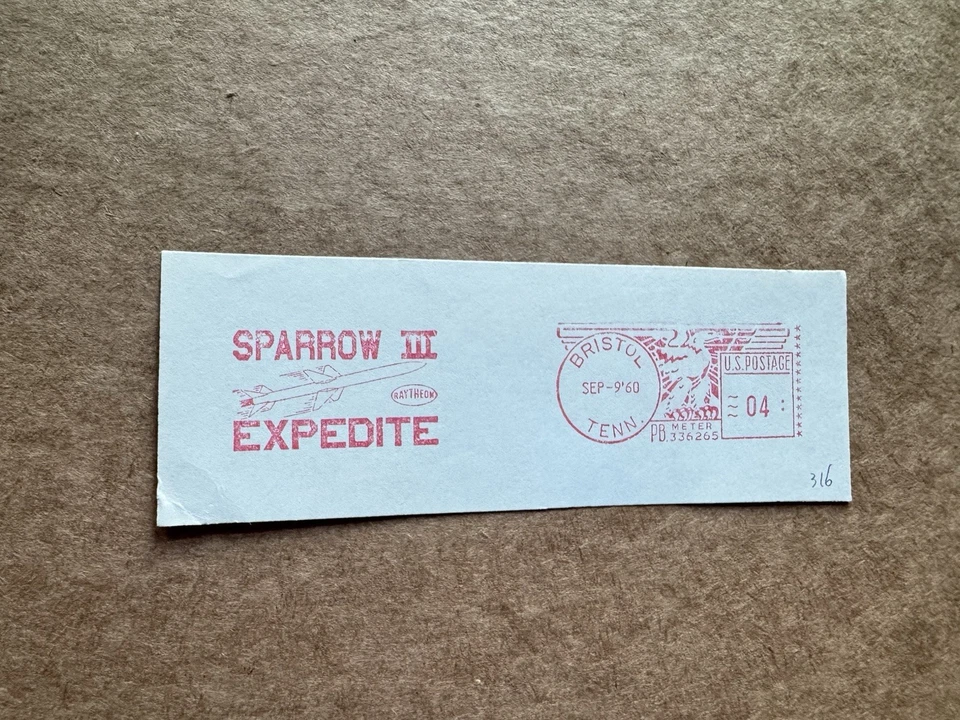 SPARROW III
RAYTHEON
EXPEDITE
BRISTOL
SEP-9'60
TENN.
PB METER
336265
U.S. POSTAGE
04
316